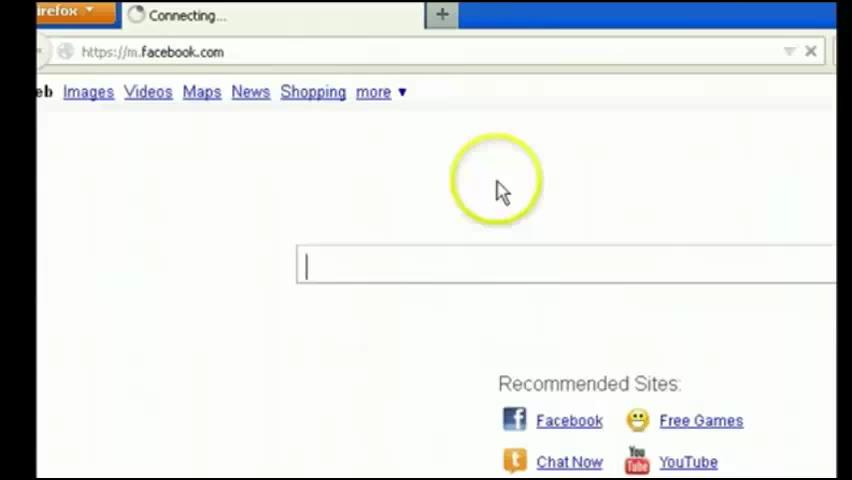 irefox
Connecting...
https://m.facebook.com
eb Images Videos Maps News Shopping more
Recommended Sites:
Facebook Free Games
Chat Now YouTube